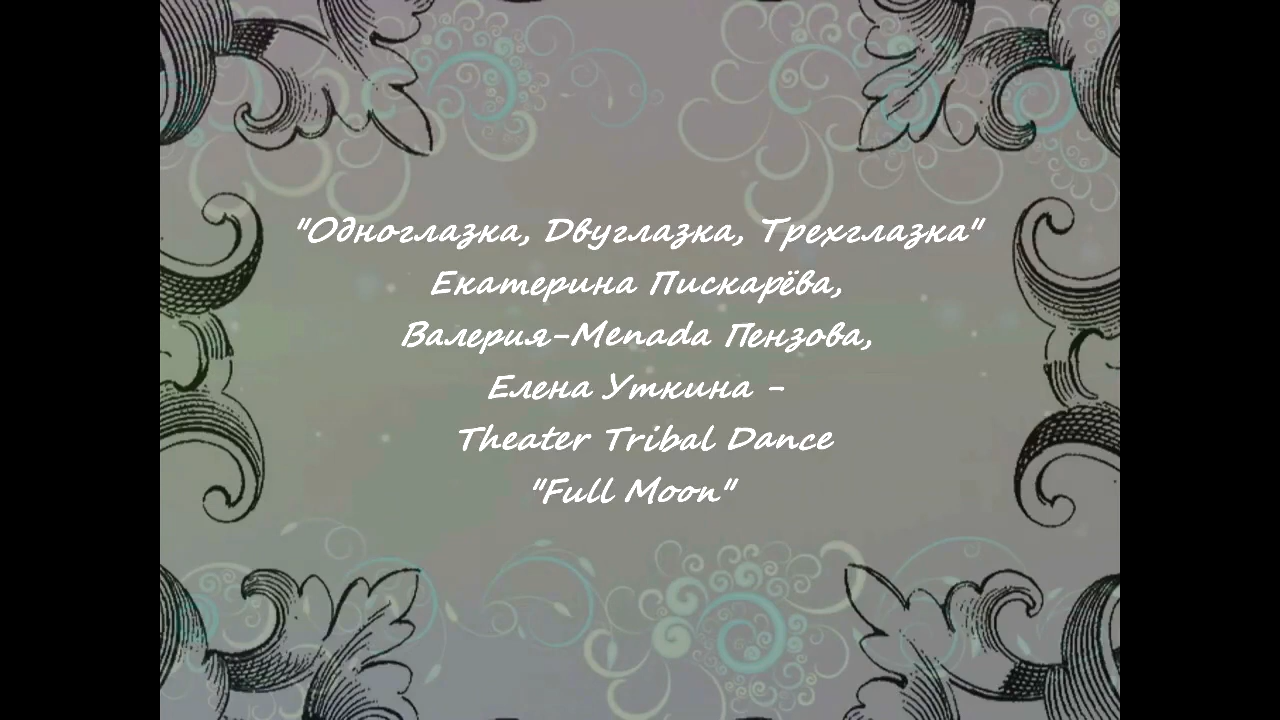 "Одноглазка, Двуглазка, Трехглазка"
Екатерина Пискарёва,
Валерия-Menada Пензова,
Елена Уткина -
Theater Tribal Dance
"Full Moon"